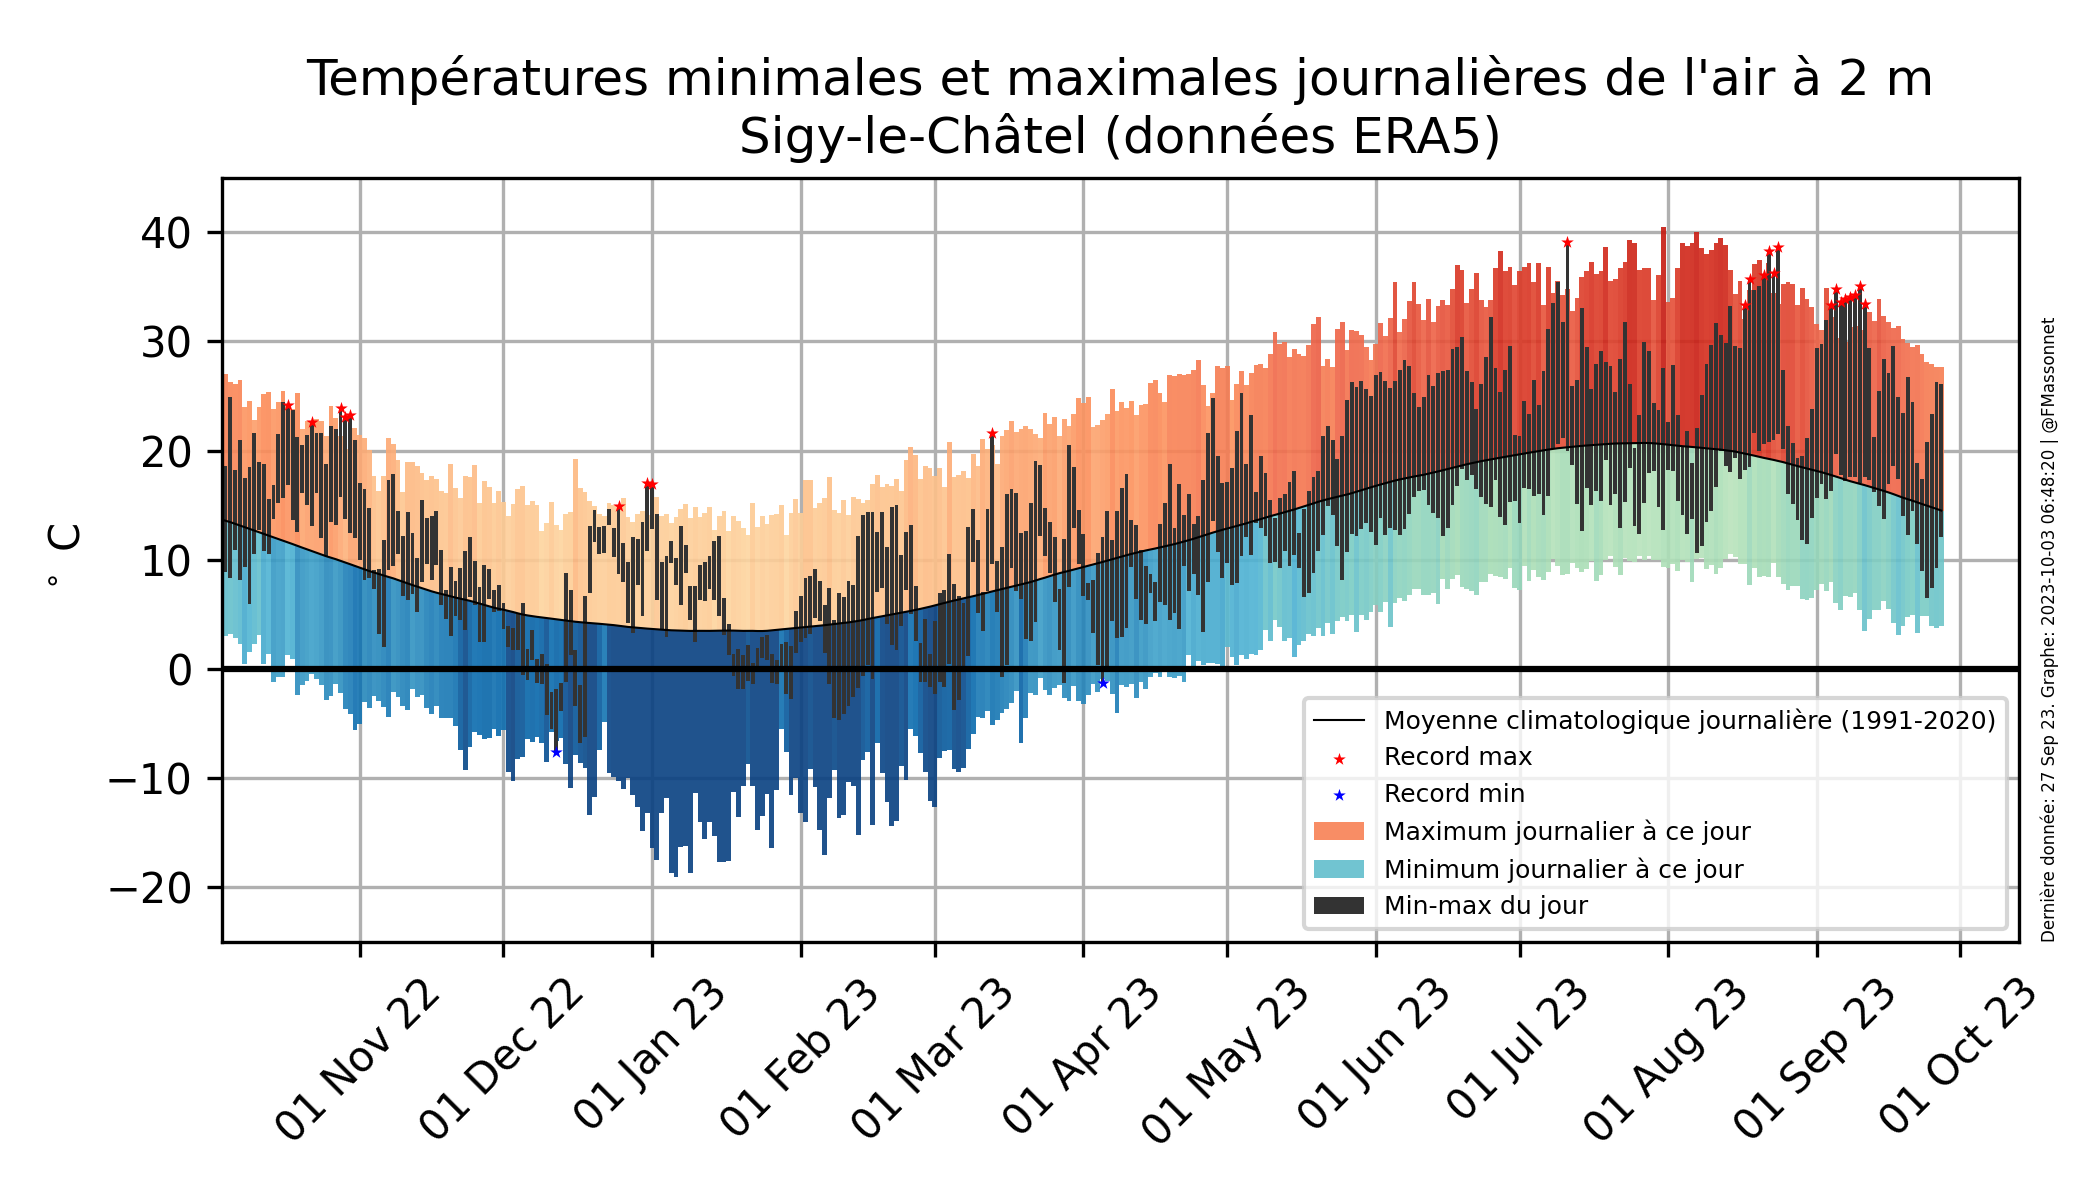 Températures minimales et maximales journalières de l'air à 2 m
Sigy-le-Châtel (données ERA5)
° C
40
30
20
10
0
−10
−20
01 Nov 22
01 Dec 22
01 Jan 23
01 Feb 23
01 Mar 23
01 Apr 23
01 May 23
01 Jun 23
01 Jul 23
01 Aug 23
01 Sep 23
01 Oct 23
Moyenne climatologique journalière (1991-2020)
Record max
Record min
Maximum journalier à ce jour
Minimum journalier à ce jour
Min-max du jour
Dernière donnée: 27 Sep 23. Graphe: 2023-10-03 06:48:20 | @FMassonnet